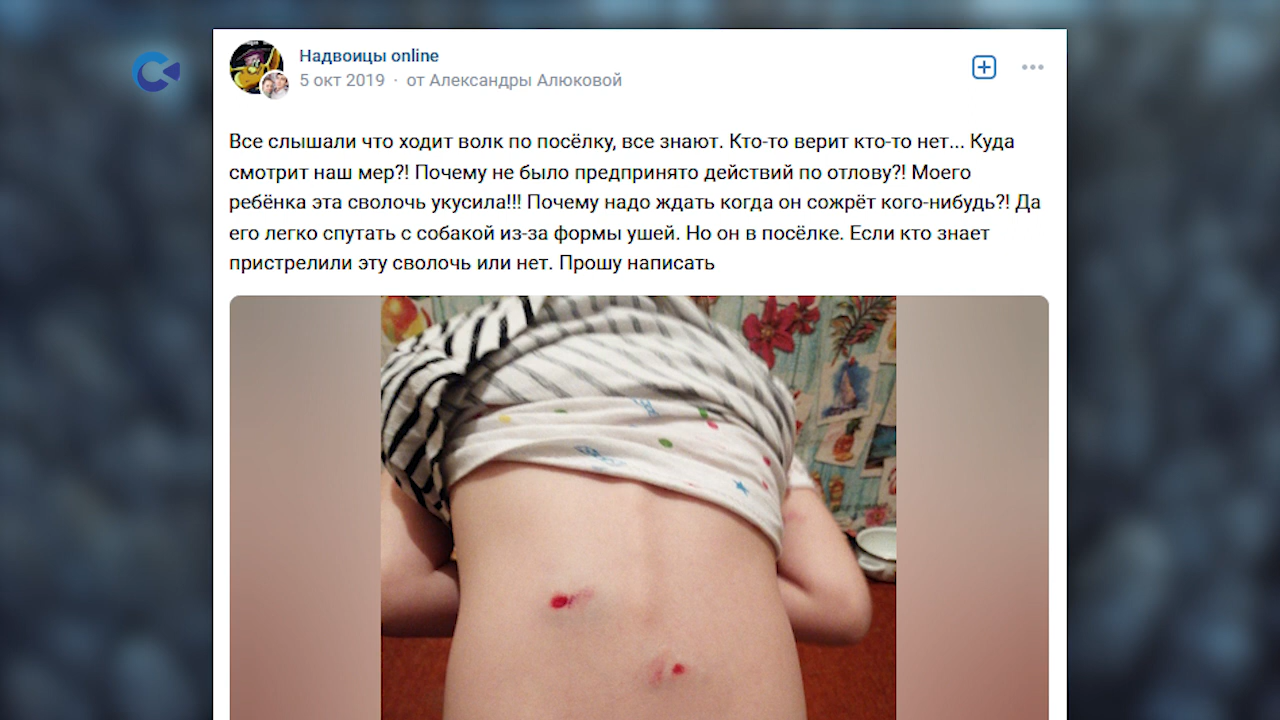 Надвоицы online
5 окт 2019 · от Александры Алюковой
Все слышали что ходит волк по посёлку, все знают. Кто-то верит кто-то нет... Куда
смотрит наш мер?! Почему не было предпринято действий по отлову?! Моего
ребёнка эта сволочь укусила!!! Почему надо ждать когда он сожрёт кого-нибудь?! Да
его легко спутать с собакой из-за формы ушей. Но он в посёлке. Если кто знает
пристрелили эту сволочь или нет. Прошу написать